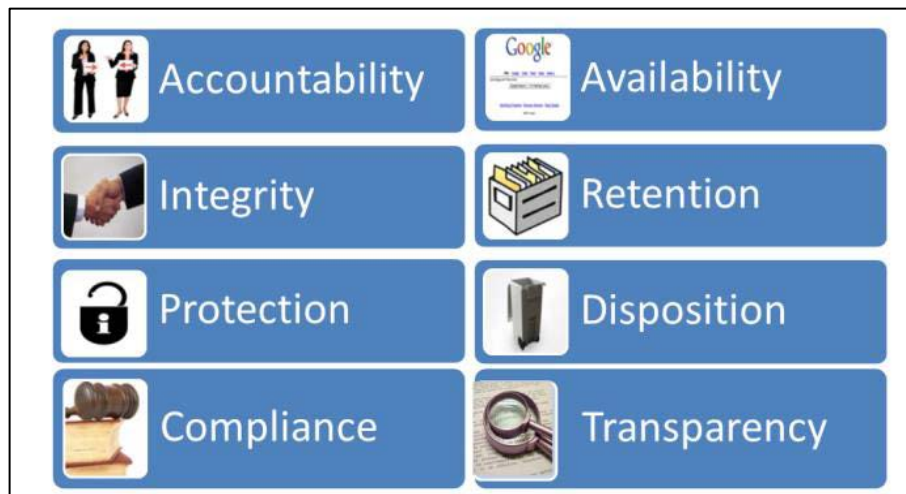 Accountability
Google
Availability
Integrity
Retention
i
Protection
Disposition
Compliance
Transparency